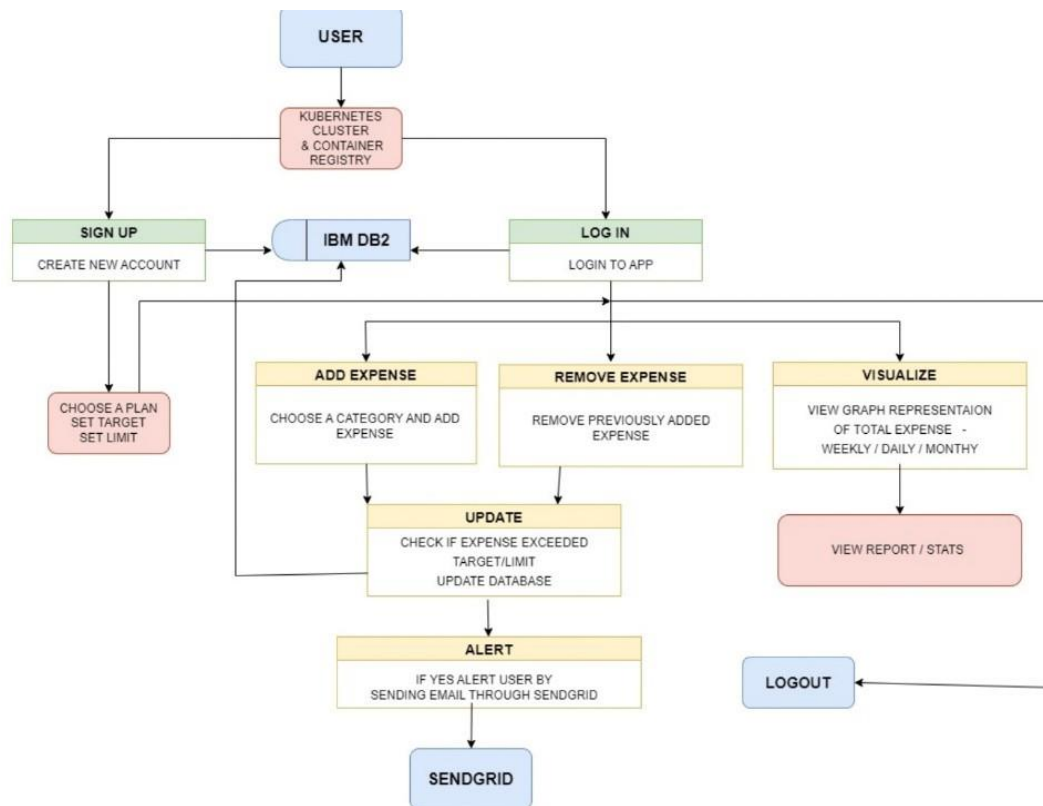 USER
KUBERNETES
CLUSTER
& CONTAINER
REGISTRY
SIGN UP
CREATE NEW ACCOUNT
IBM DB2
LOG IN
LOGIN TO APP
CHOOSE A PLAN
SET TARGET
SET LIMIT
ADD EXPENSE
CHOOSE A CATEGORY AND ADD
EXPENSE
REMOVE EXPENSE
REMOVE PREVIOUSLY ADDED
EXPENSE
VISUALIZE
VIEW GRAPH REPRESENTAION
OF TOTAL EXPENSE -
WEEKLY / DAILY / MONTHY
UPDATE
CHECK IF EXPENSE EXCEEDED
TARGET/LIMIT
UPDATE DATABASE
VIEW REPORT / STATS
ALERT
IF YES ALERT USER BY
SENDING EMAIL THROUGH SENDGRID
LOGOUT
SENDGRID